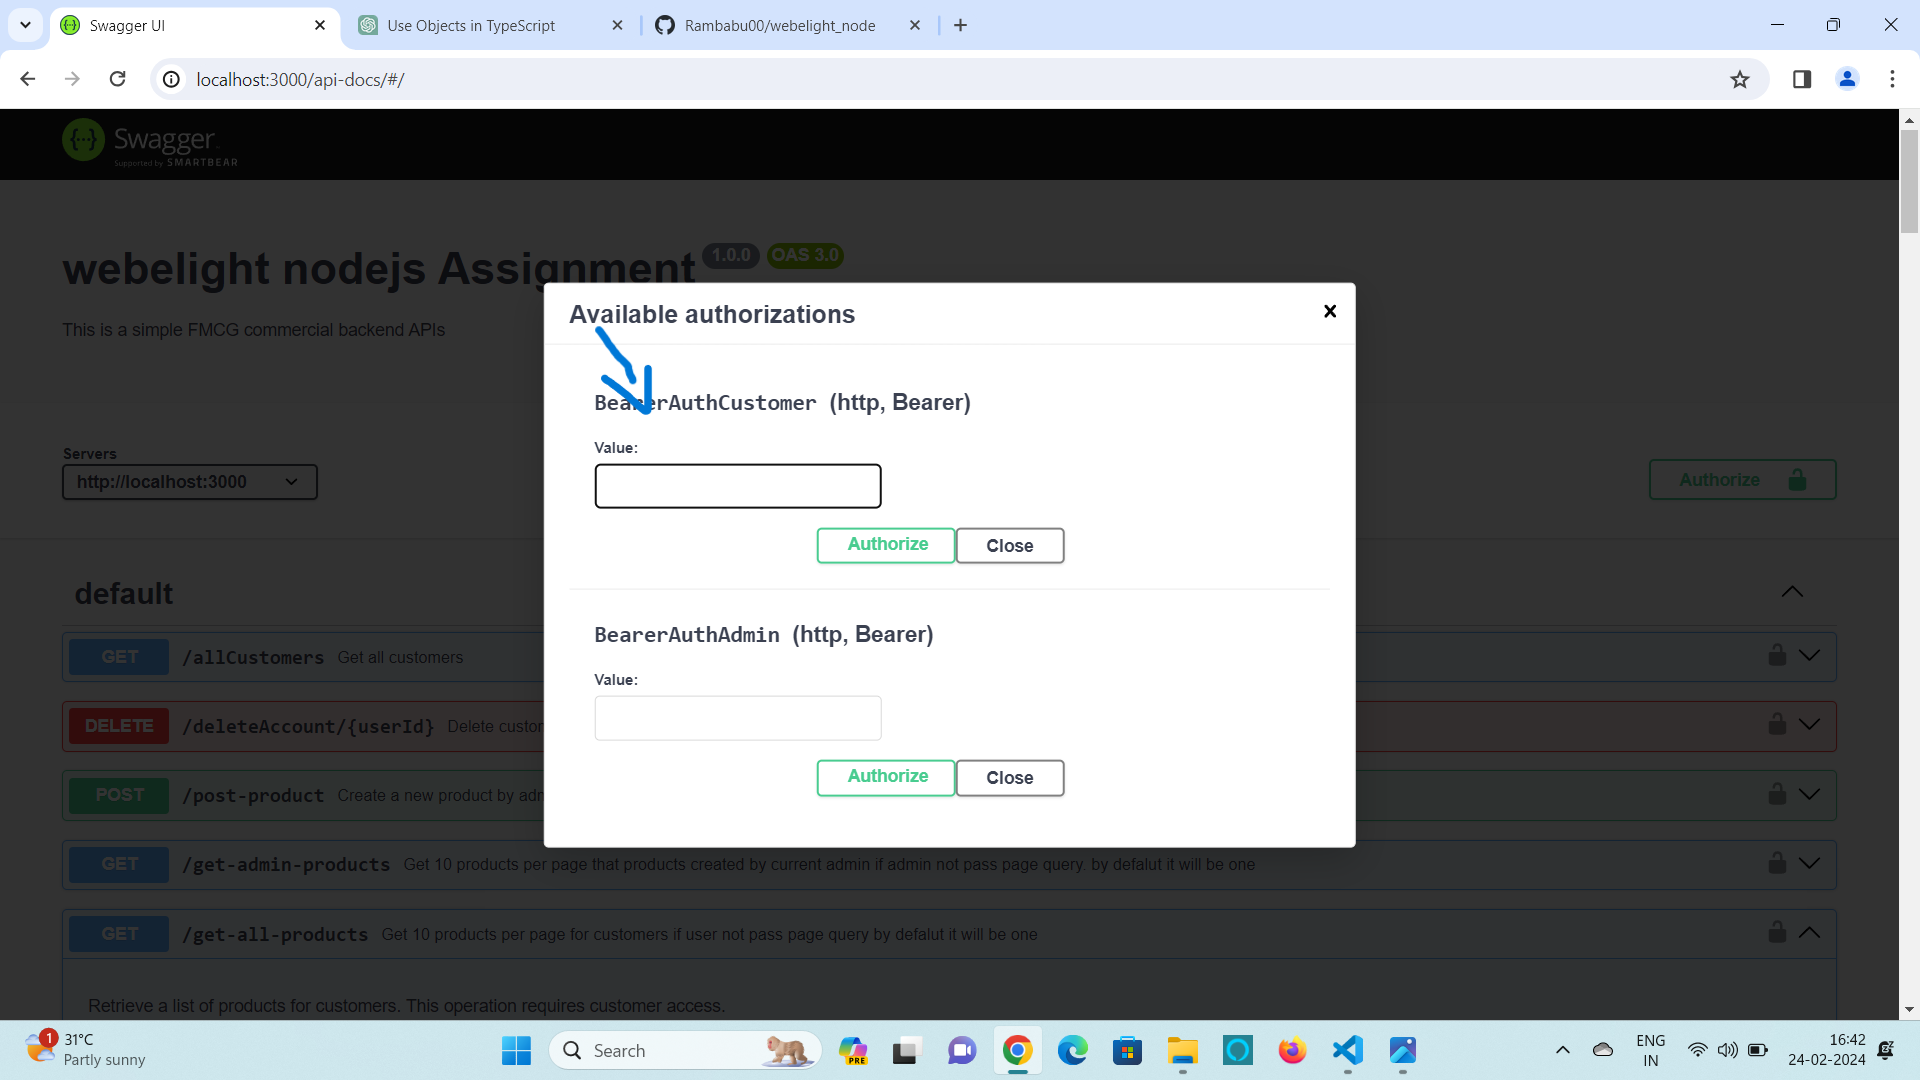 Swagger UI
Use Objects in TypeScript
Rambabu00/webelight_node
localhost:3000/api-docs/#/
{···} Swagger
Supported by SMARTBEAR
webelight nodejs Assignment 1.0.0 OAS 3.0
This is a simple FMCG commercial backend APIs
Available authorizations
BearerAuthCustomer (http, Bearer)
Value:
Authorize Close
BearerAuthAdmin (http, Bearer)
Value:
Authorize Close
Servers
http://localhost:3000
Authorize
default
GET /allCustomers Get all customers
DELETE /deleteAccount/{userId} Delete custo
POST /post-product Create a new product by ad
GET /get-admin-products Get 10 products per page that products created by current admin if admin not pass page query. by defalut it will be one
GET /get-all-products Get 10 products per page for customers if user not pass page query by defalut it will be one
Retrieve a list of products for customers. This operation requires customer access.
1
31°C
Partly sunny
Search
PRE
ENG
IN
16:42
24-02-2024